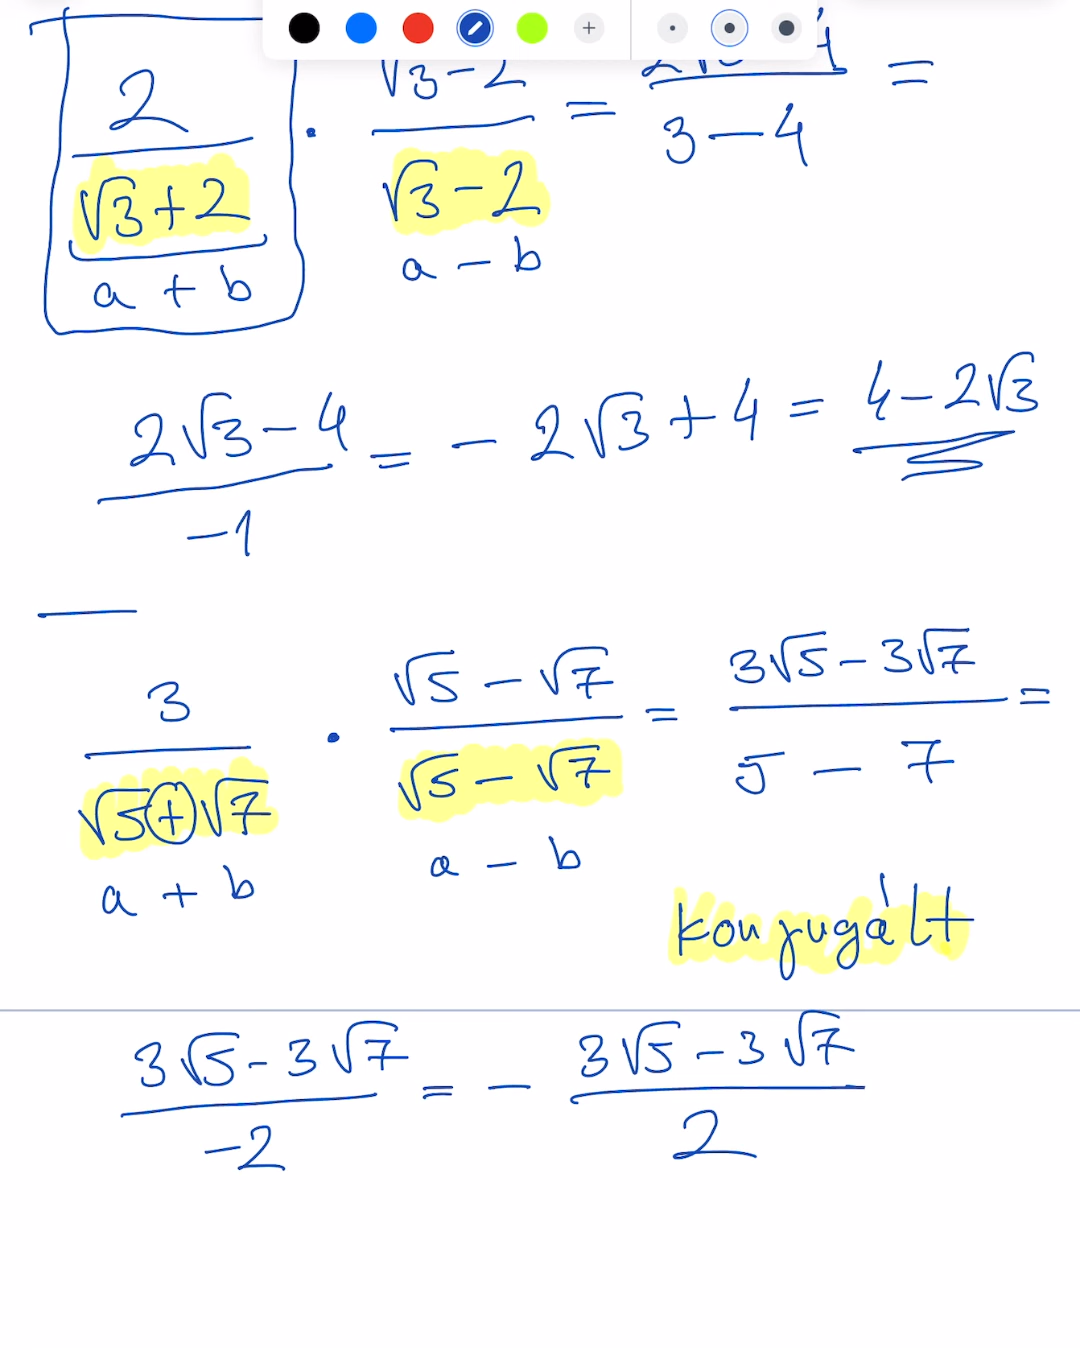 2/(√3+2) · (√3-2)/(√3-2) = /(3-4) =
a + b   a - b
(2√3-4)/(-1) = -2√3+4 = 4-2√3
3/(√5+√7) · (√5-√7)/(√5-√7) = (3√5-3√7)/(5-7) =
a + b   a - b
konjugált
(3√5-3√7)/(-2) = -(3√5-3√7)/2